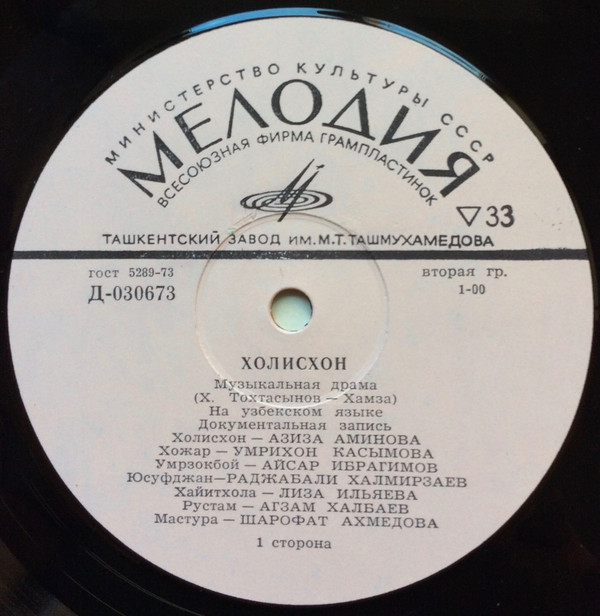 МИНИСТЕРСТВО КУЛЬТУРЫ СССР
МЕЛОДИЯ
ВСЕСОЮЗНАЯ ФИРМА ГРАМПЛАСТИНОК
▽33
ТАШКЕНТСКИЙ ЗАВОД ИМ. М.Т. ТАШМУХАМЕДОВА
гост 5289-73 вторая гр.
Д-030673 1-00
ХОЛИСХОН
Музыкальная драма
(Х. Тохтасынов — Хамза)
На узбекском языке
Документальная запись
Холисхон — АЗИЗА АМИНОВА
Хожар — УМРИХОН КАСЫМОВА
Умрзокбой — АЙСАР ИБРАГИМОВ
Юсуфджан—РАДЖАБАЛИ ХАЛМИРЗАЕВ
Хайитхола — ЛИЗА ИЛЬЯЕВА
Рустам — АГЗАМ ХАЛБАЕВ
Мастура — ШАРОФАТ АХМЕДОВА
1 сторона